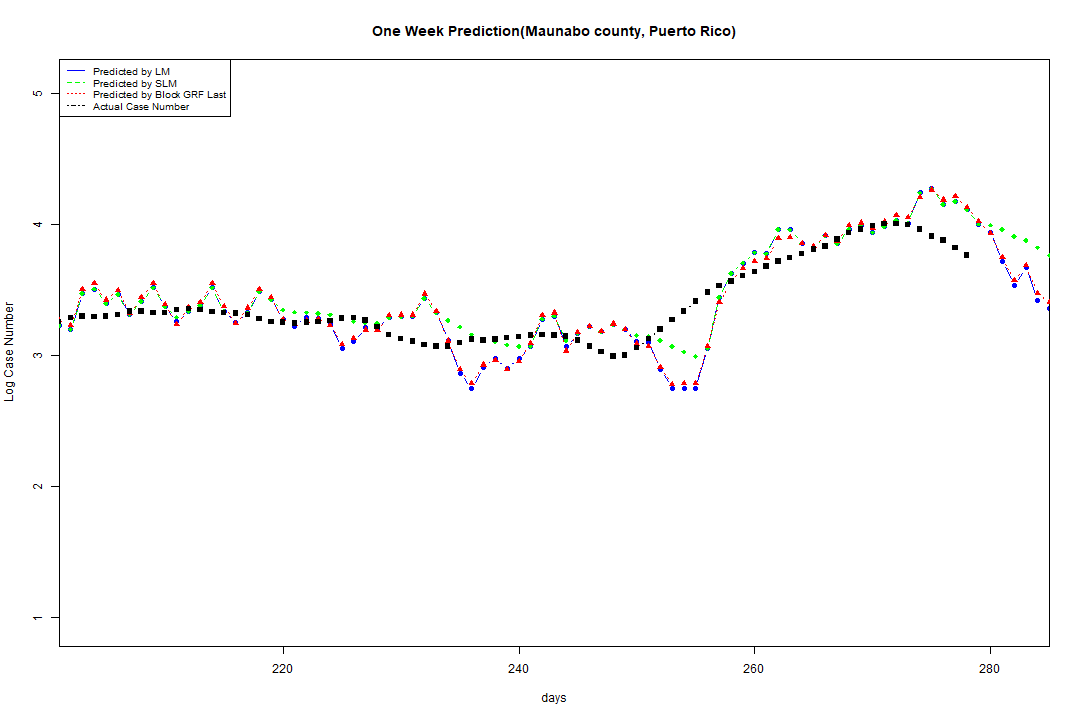 One Week Prediction(Maunabo county, Puerto Rico)
Predicted by LM
Predicted by SLM
Predicted by Block GRF Last
Actual Case Number
5
4
3
2
1
Log Case Number
220 240 260 280
days